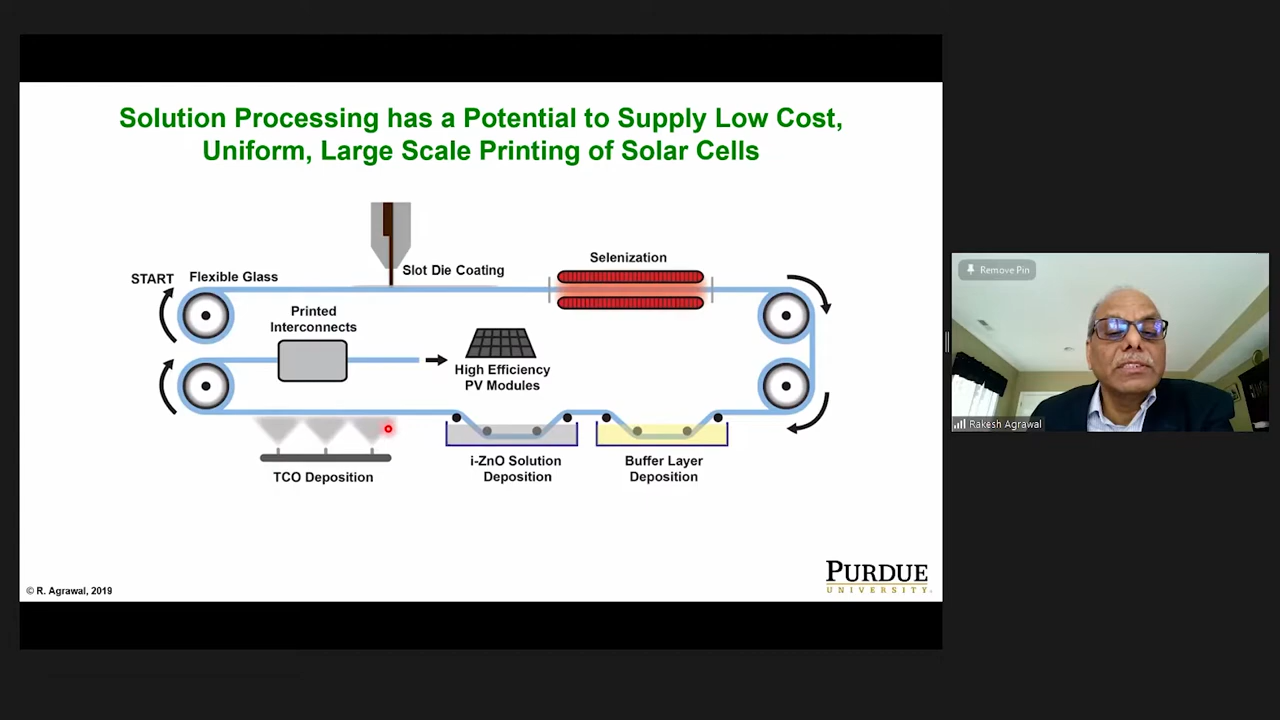 Solution Processing has a Potential to Supply Low Cost,
Uniform, Large Scale Printing of Solar Cells
START
Flexible Glass
Slot Die Coating
Selenization
Printed
Interconnects
High Efficiency
PV Modules
TCO Deposition
i-ZnO Solution
Deposition
Buffer Layer
Deposition
© R. Agrawal, 2019
PURDUE
UNIVERSITY
Remove Pin
Rakesh Agrawal